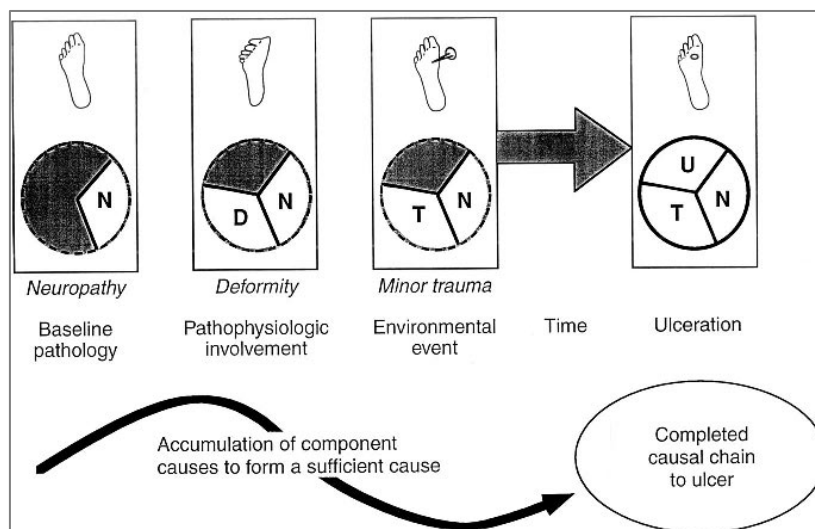 N
D
N
T
N
U
T
N
Neuropathy
Deformity
Minor trauma
Baseline
pathology
Pathophysiologic
involvement
Environmental
event
Time
Ulceration
Accumulation of component
causes to form a sufficient cause
Completed
causal chain
to ulcer